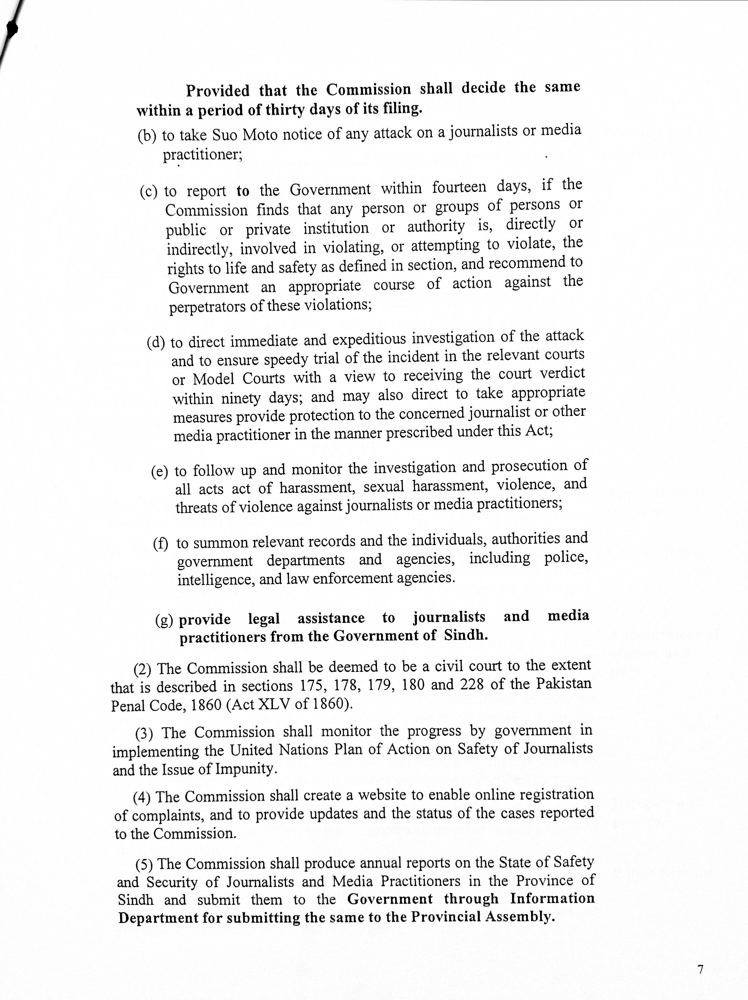 Provided that the Commission shall decide the same
within a period of thirty days of its filing.
(b) to take Suo Moto notice of any attack on a journalists or media
practitioner;
(c) to report to the Government within fourteen days, if the
Commission finds that any person or groups of persons or
public or private institution or authority is, directly or
indirectly, involved in violating, or attempting to violate, the
rights to life and safety as defined in section, and recommend to
Government an appropriate course of action against the
perpetrators of these violations;
(d) to direct immediate and expeditious investigation of the attack
and to ensure speedy trial of the incident in the relevant courts
or Model Courts with a view to receiving the court verdict
within ninety days; and may also direct to take appropriate
measures provide protection to the concerned journalist or other
media practitioner in the manner prescribed under this Act;
(e) to follow up and monitor the investigation and prosecution of
all acts act of harassment, sexual harassment, violence, and
threats of violence against journalists or media practitioners;
(f) to summon relevant records and the individuals, authorities and
government departments and agencies, including police,
intelligence, and law enforcement agencies.
(g) provide legal assistance to journalists and media
practitioners from the Government of Sindh.
(2) The Commission shall be deemed to be a civil court to the extent
that is described in sections 175, 178, 179, 180 and 228 of the Pakistan
Penal Code, 1860 (Act XLV of 1860).
(3) The Commission shall monitor the progress by government in
implementing the United Nations Plan of Action on Safety of Journalists
and the Issue of Impunity.
(4) The Commission shall create a website to enable online registration
of complaints, and to provide updates and the status of the cases reported
to the Commission.
(5) The Commission shall produce annual reports on the State of Safety
and Security of Journalists and Media Practitioners in the Province of
Sindh and submit them to the Government through Information
Department for submitting the same to the Provincial Assembly.
7